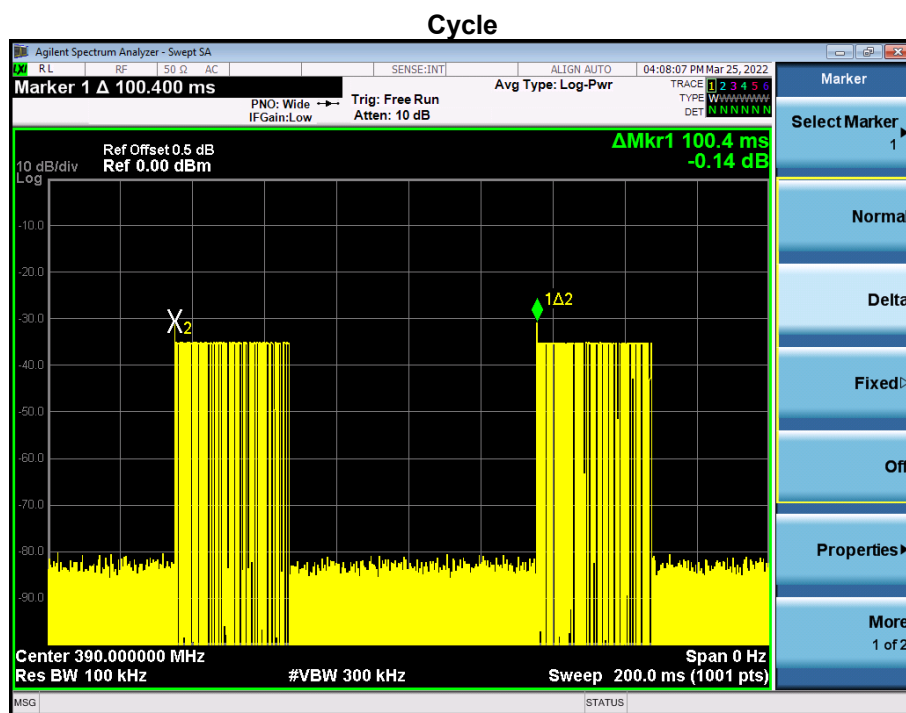 Cycle
Agilent Spectrum Analyzer - Swept SA
LXI RL RF 50 Ω AC SENSE:INT ALIGN AUTO 04:08:07 PM Mar 25, 2022
Marker 1 Δ 100.400 ms
PNO: Wide
IFGain:Low
Trig: Free Run
Atten: 10 dB
Avg Type: Log-Pwr
TRACE 1 2 3 4 5 6
TYPE WWWWWW
DET N N N N N N
Marker
Select Marker
1
Normal
Delta
Fixed
Off
Properties
More
1 of 2
ΔMkr1 100.4 ms
-0.14 dB
Ref Offset 0.5 dB
10 dB/div Ref 0.00 dBm
Log
-10.0
-20.0
-30.0
-40.0
-50.0
-60.0
-70.0
-80.0
-90.0
X2
1Δ2
Center 390.000000 MHz Span 0 Hz
Res BW 100 kHz #VBW 300 kHz Sweep 200.0 ms (1001 pts)
MSG STATUS